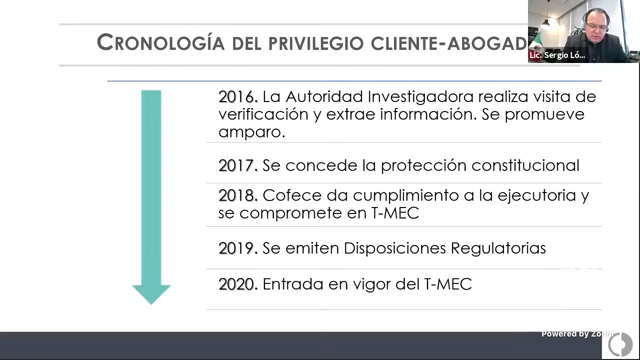 CRONOLOGÍA DEL PRIVILEGIO CLIENTE-ABOGAD
Lic. Sergio Ló...
2016. La Autoridad Investigadora realiza visita de
verificación y extrae información. Se promueve
amparo.
2017. Se concede la protección constitucional
2018. Cofece da cumplimiento a la ejecutoria y
se compromete en T-MEC
2019. Se emiten Disposiciones Regulatorias
2020. Entrada en vigor del T-MEC
Powered by Zoom